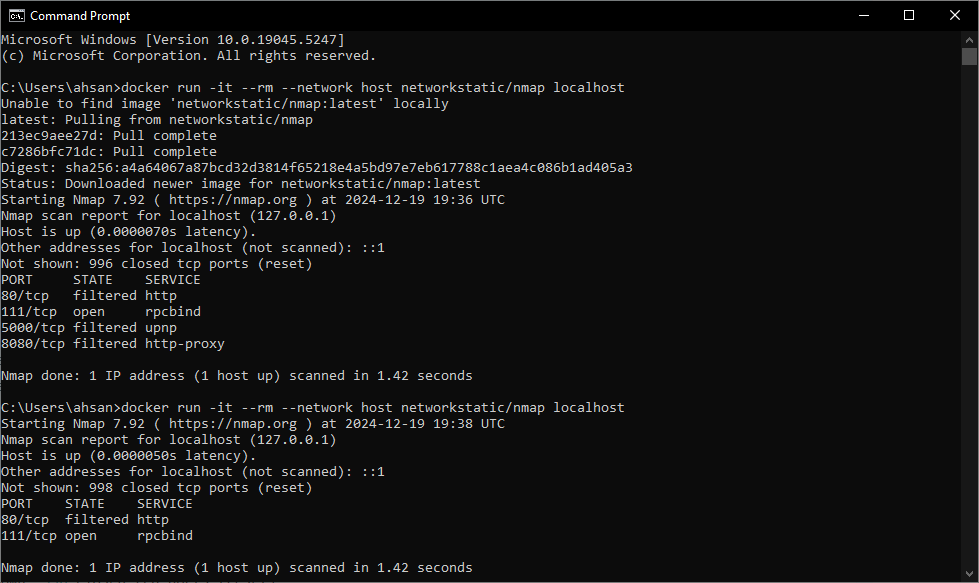 Command Prompt
Microsoft Windows [Version 10.0.19045.5247]
(c) Microsoft Corporation. All rights reserved.
C:\Users\ahsan>docker run -it --rm --network host networkstatic/nmap localhost
Unable to find image 'networkstatic/nmap:latest' locally
latest: Pulling from networkstatic/nmap
213ec9aee27d: Pull complete
c7286bfc71dc: Pull complete
Digest: sha256:a4a64067a87bcd32d3814f65218e4a5bd97e7eb617788c1aea4c086b1ad405a3
Status: Downloaded newer image for networkstatic/nmap:latest
Starting Nmap 7.92 ( https://nmap.org ) at 2024-12-19 19:36 UTC
Nmap scan report for localhost (127.0.0.1)
Host is up (0.0000070s latency).
Other addresses for localhost (not scanned): ::1
Not shown: 996 closed tcp ports (reset)
PORT     STATE    SERVICE
80/tcp   filtered http
111/tcp  open     rpcbind
5000/tcp filtered upnp
8080/tcp filtered http-proxy
Nmap done: 1 IP address (1 host up) scanned in 1.42 seconds
C:\Users\ahsan>docker run -it --rm --network host networkstatic/nmap localhost
Starting Nmap 7.92 ( https://nmap.org ) at 2024-12-19 19:38 UTC
Nmap scan report for localhost (127.0.0.1)
Host is up (0.0000050s latency).
Other addresses for localhost (not scanned): ::1
Not shown: 998 closed tcp ports (reset)
PORT    STATE    SERVICE
80/tcp  filtered http
111/tcp open     rpcbind
Nmap done: 1 IP address (1 host up) scanned in 1.42 seconds